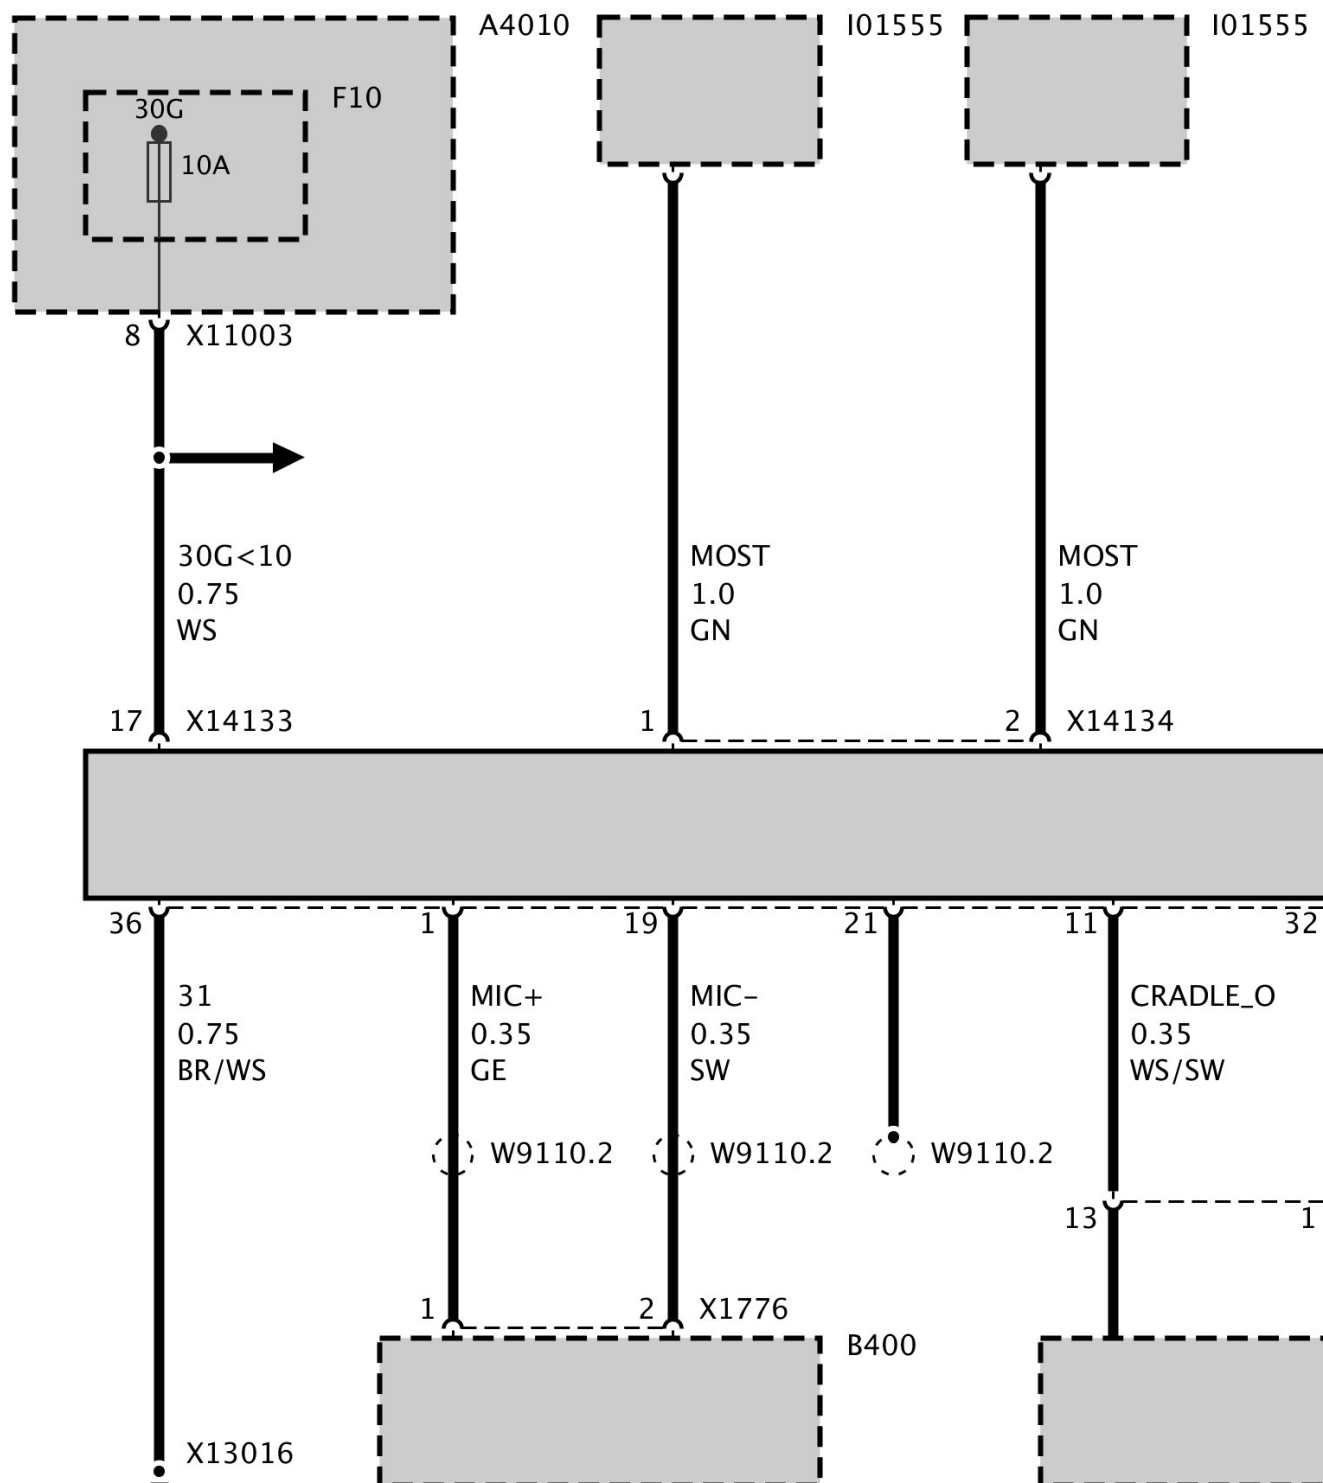 A4010
I01555
I01555
F10
30G
10A
8 X11003
30G<10
0.75
WS
MOST
1.0
GN
MOST
1.0
GN
17 X14133
1
2 X14134
36
1
19
21
11
32
31
0.75
BR/WS
MIC+
0.35
GE
MIC-
0.35
SW
CRADLE_O
0.35
WS/SW
W9110.2
W9110.2
W9110.2
13
1
1
2 X1776
B400
X13016